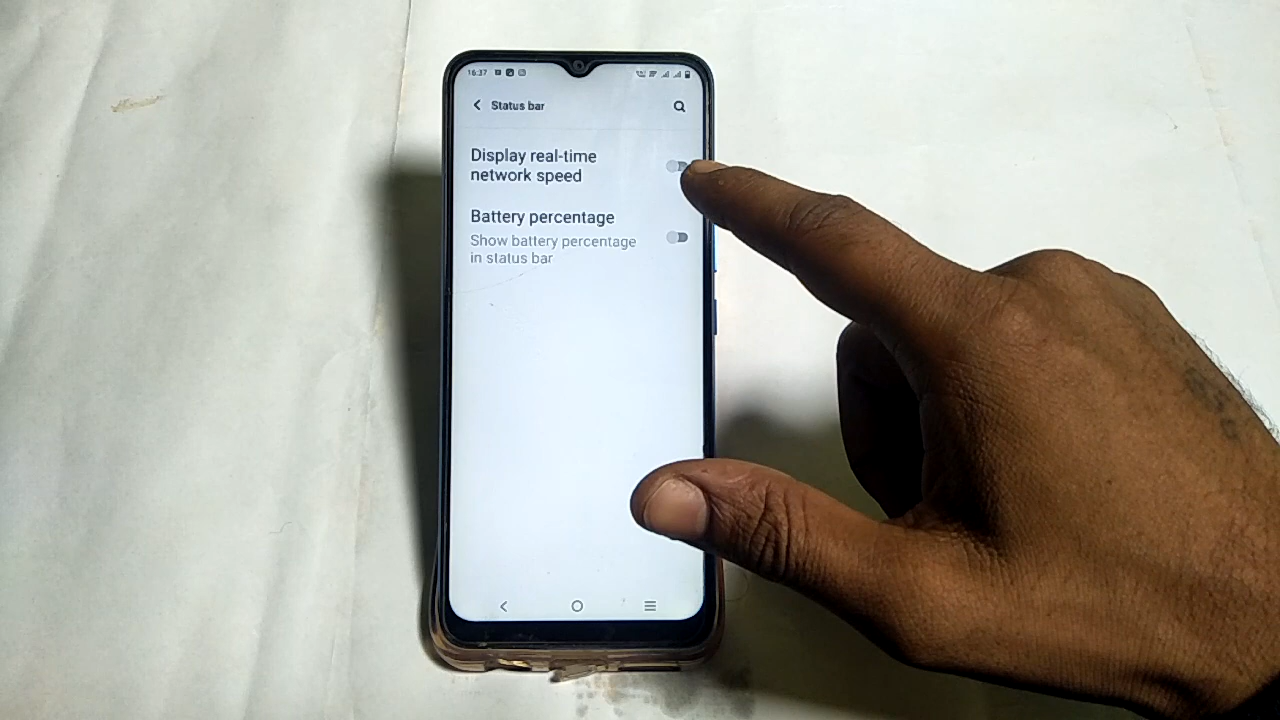 16:37
Status bar
Display real-time
network speed
Battery percentage
Show battery percentage
in status bar